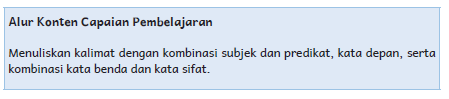 Alur Konten Capaian Pembelajaran
Menuliskan kalimat dengan kombinasi subjek dan predikat, kata depan, serta
kombinasi kata benda dan kata sifat.